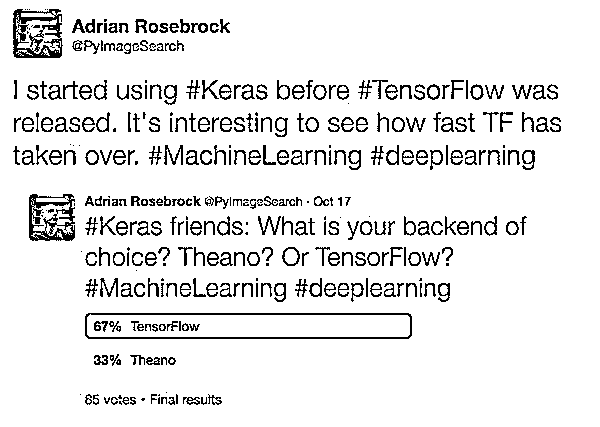 Adrian Rosebrock
@PyImageSearch
I started using #Keras before #TensorFlow was
released. It's interesting to see how fast TF has
taken over. #MachineLearning #deeplearning
Adrian Rosebrock @PyImageSearch · Oct 17
#Keras friends: What is your backend of
choice? Theano? Or TensorFlow?
#MachineLearning #deeplearning
67% TensorFlow
33% Theano
85 votes • Final results